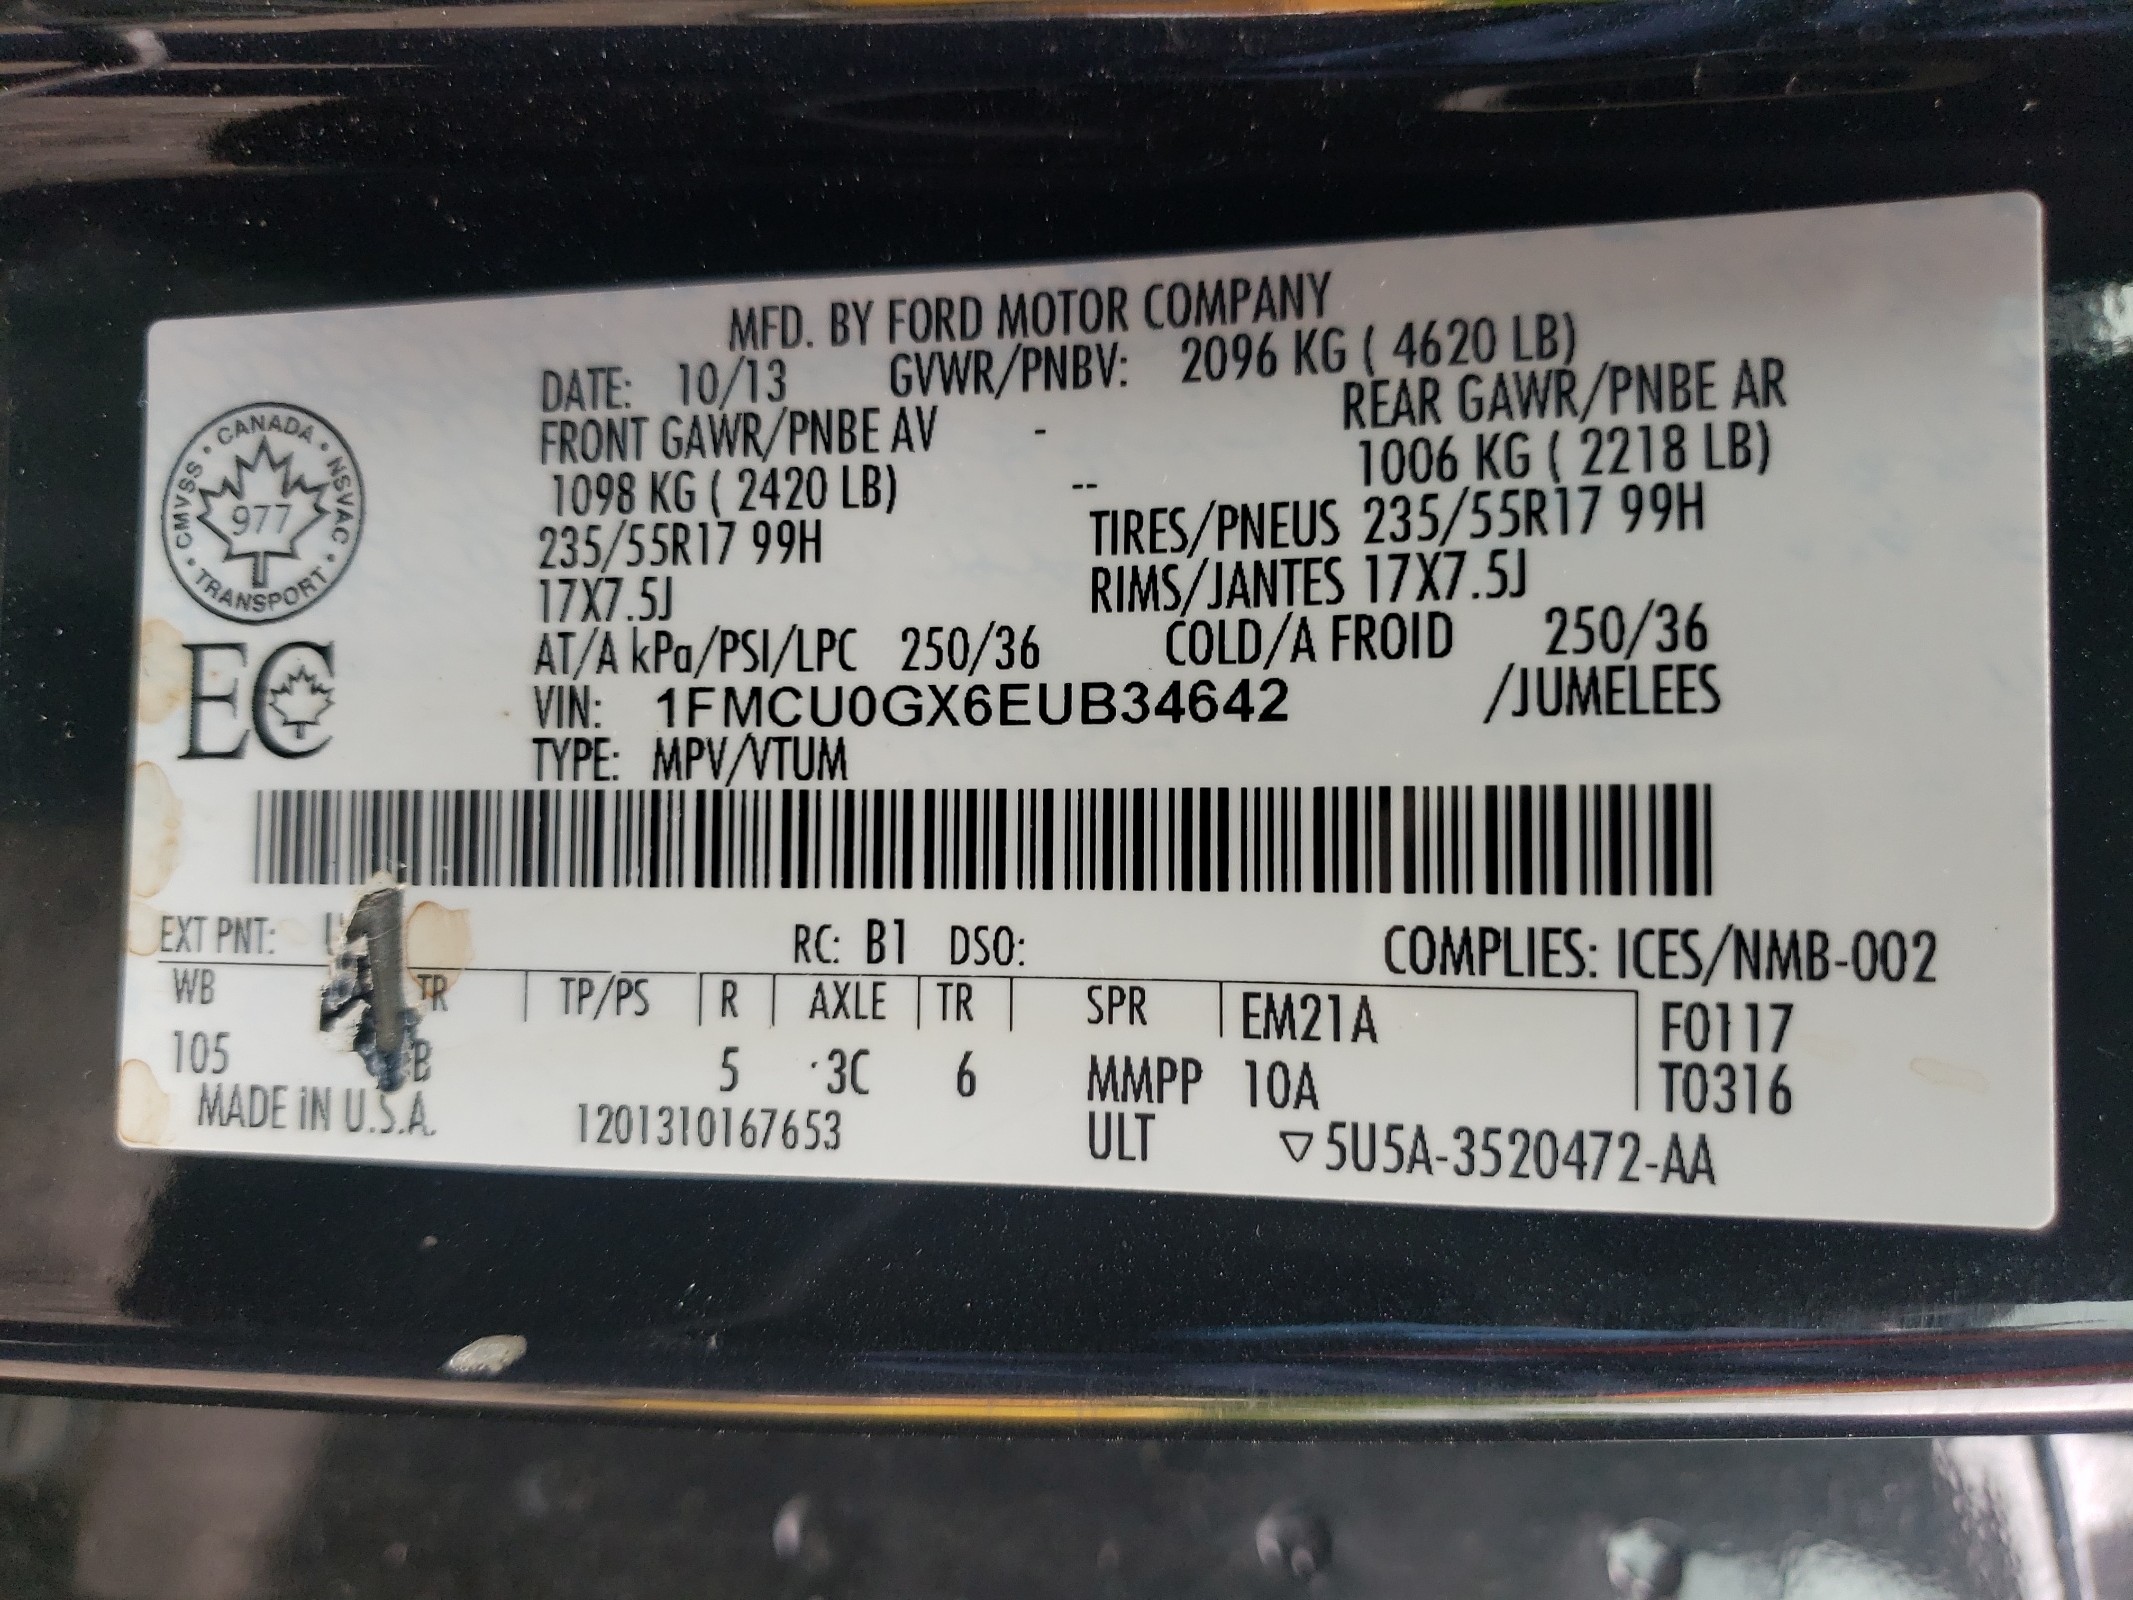 MFD. BY FORD MOTOR COMPANY
DATE: 10/13 GVWR/PNBV: 2096 KG ( 4620 LB)
FRONT GAWR/PNBE AV - REAR GAWR/PNBE AR
1098 KG ( 2420 LB) -- 1006 KG ( 2218 LB)
235/55R17 99H TIRES/PNEUS 235/55R17 99H
17X7.5J RIMS/JANTES 17X7.5J
AT/A kPa/PSI/LPC 250/36 COLD/A FROID 250/36
VIN: 1FMCU0GX6EUB34642 /JUMELEES
TYPE: MPV/VTUM
CANADA
CMVSS · NSVAC
977
TRANSPORT
EC
EXT PNT: RC: B1 DSO: COMPLIES: ICES/NMB-002
WB TR TP/PS R AXLE TR SPR EM21A F0117
105 B 5 3C 6 MMPP 10A T0316
MADE IN U.S.A. 1201310167653 ULT ▽5U5A-3520472-AA